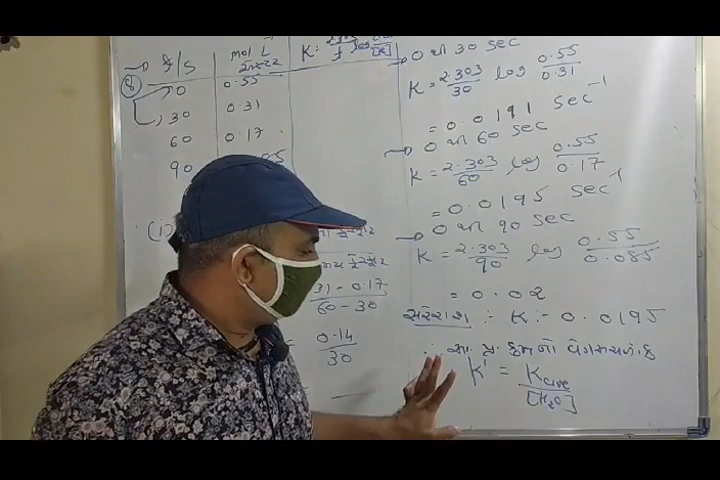 t/s mol L⁻¹ એસ્ટર
K = 2.303/t log
0 0.55
30 0.31
60 0.17
90
(i)
31 - 0.17 / 60 - 30
0.14 / 30
0 થી 30 sec
K = 2.303/30 log 0.55/0.31
= 0.0191 sec⁻¹
0 થી 60 sec
K = 2.303/60 log 0.55/0.17
= 0.0195 sec⁻¹
0 થી 90 sec
K = 2.303/90 log 0.55/0.085
= 0.02
સરેરાશ :- K :- 0.0195
∴ આ પ્ર. ક્રમનો વેગ
K' = / [H₂O]